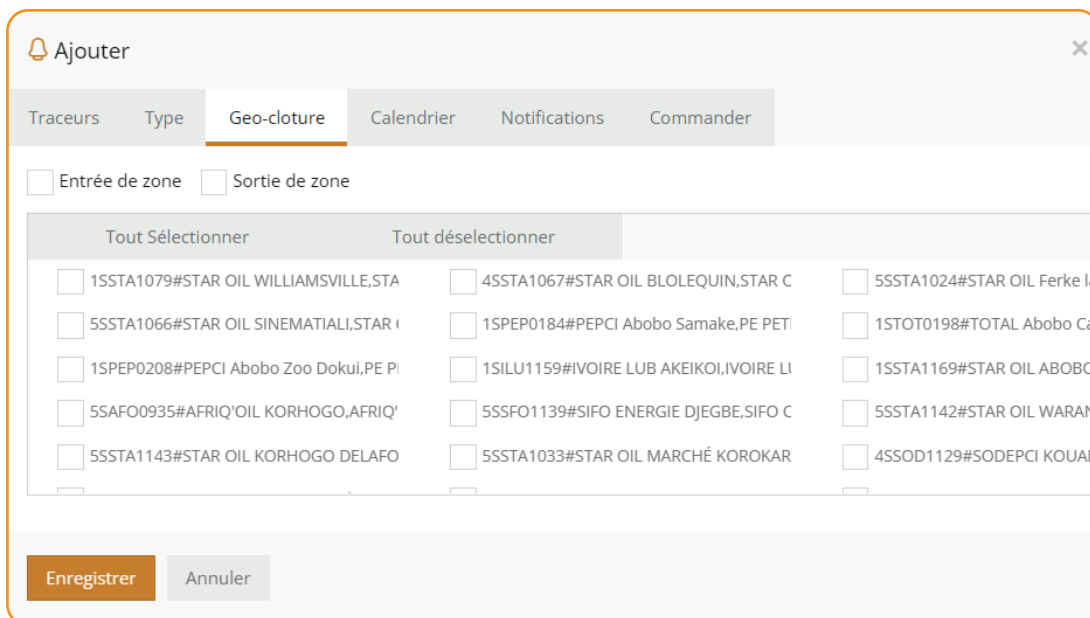 Ajouter ×
Traceurs Type Geo-cloture Calendrier Notifications Commander
Entrée de zone Sortie de zone
Tout Sélectionner Tout déselectionner
1SSTA1079#STAR OIL WILLIAMSVILLE,STA 4SSTA1067#STAR OIL BLOLEQUIN,STAR 5SSTA1024#STAR OIL Ferke
5SSTA1066#STAR OIL SINEMATIALI,STAR 1SPEP0184#PEPCI Abobo Samake,PE 1STOT0198#TOTAL Abobo
1SPEP0208#PEPCI Abobo Zoo Dokui,PE 1SILU1159#IVOIRE LUB AKEIKOI,IVOIRE 1SSTA1169#STAR OIL ABOBO
5SAFO0935#AFRIQ'OIL KORHOGO,AFRIQ' 5SSFO1139#SIFO ENERGIE DJEGBE,SIFO 5SSTA1142#STAR OIL WARAN
5SSTA1143#STAR OIL KORHOGO DELAFO 5SSTA1033#STAR OIL MARCHÉ KOROKAR 4SSOD1129#SODEPCI KOUA
Enregistrer Annuler